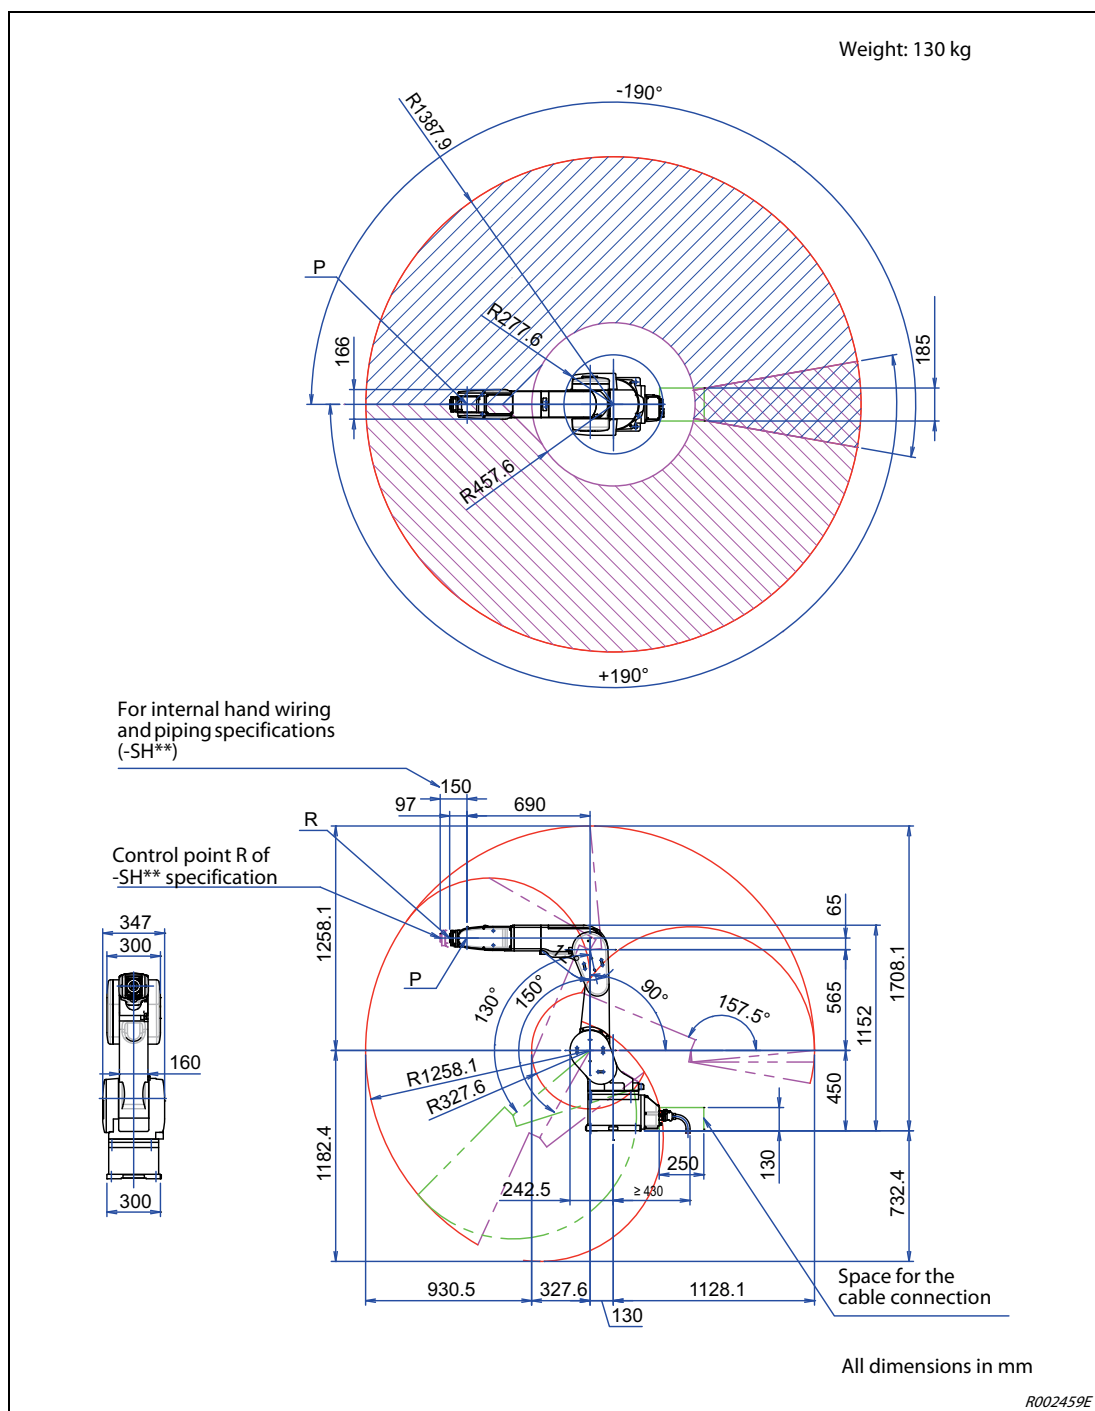 Weight: 130 kg
-190°
R1387.9
P
R277.6
166
185
R457.6
+190°
For internal hand wiring
and piping specifications
(-SH**)
150
97
690
R
Control point R of
-SH** specification
347
300
1258.1
65
P
130°
150°
90°
157.5°
565
1152
1708.1
160
R1258.1
R327.6
450
1182.4
300
242.5
≥ 430
250
130
732.4
930.5
327.6
130
1128.1
Space for the
cable connection
All dimensions in mm
R002459E